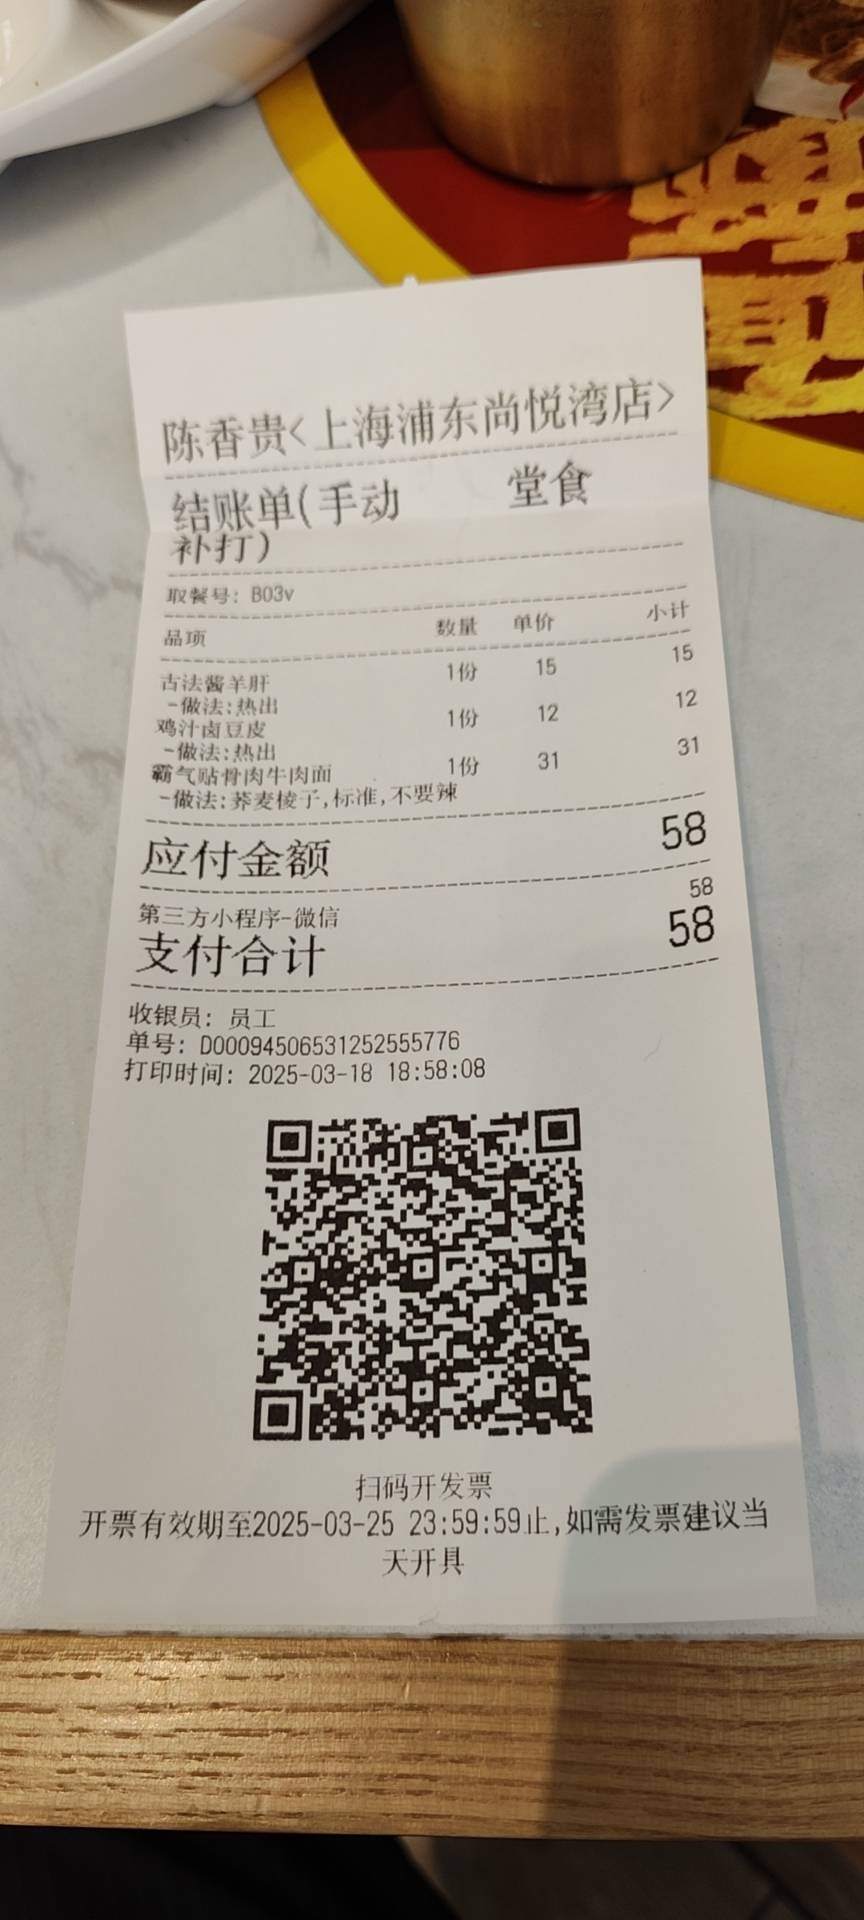 陈香贵<上海浦东尚悦湾店>
结账单(手动 堂食
补打)
取餐号: B03v
品项 数量 单价 小计
古法酱羊肝 1份 15 15
-做法:热出
鸡汁卤豆皮 1份 12 12
-做法:热出
霸气贴骨肉牛肉面 1份 31 31
-做法:荞麦棱子,标准,不要辣
应付金额 58
第三方小程序-微信 58
支付合计 58
收银员: 员工
单号: D00094506531252555776
打印时间: 2025-03-18 18:58:08
扫码开发票
开票有效期至2025-03-25 23:59:59止,如需发票建议当
天开具